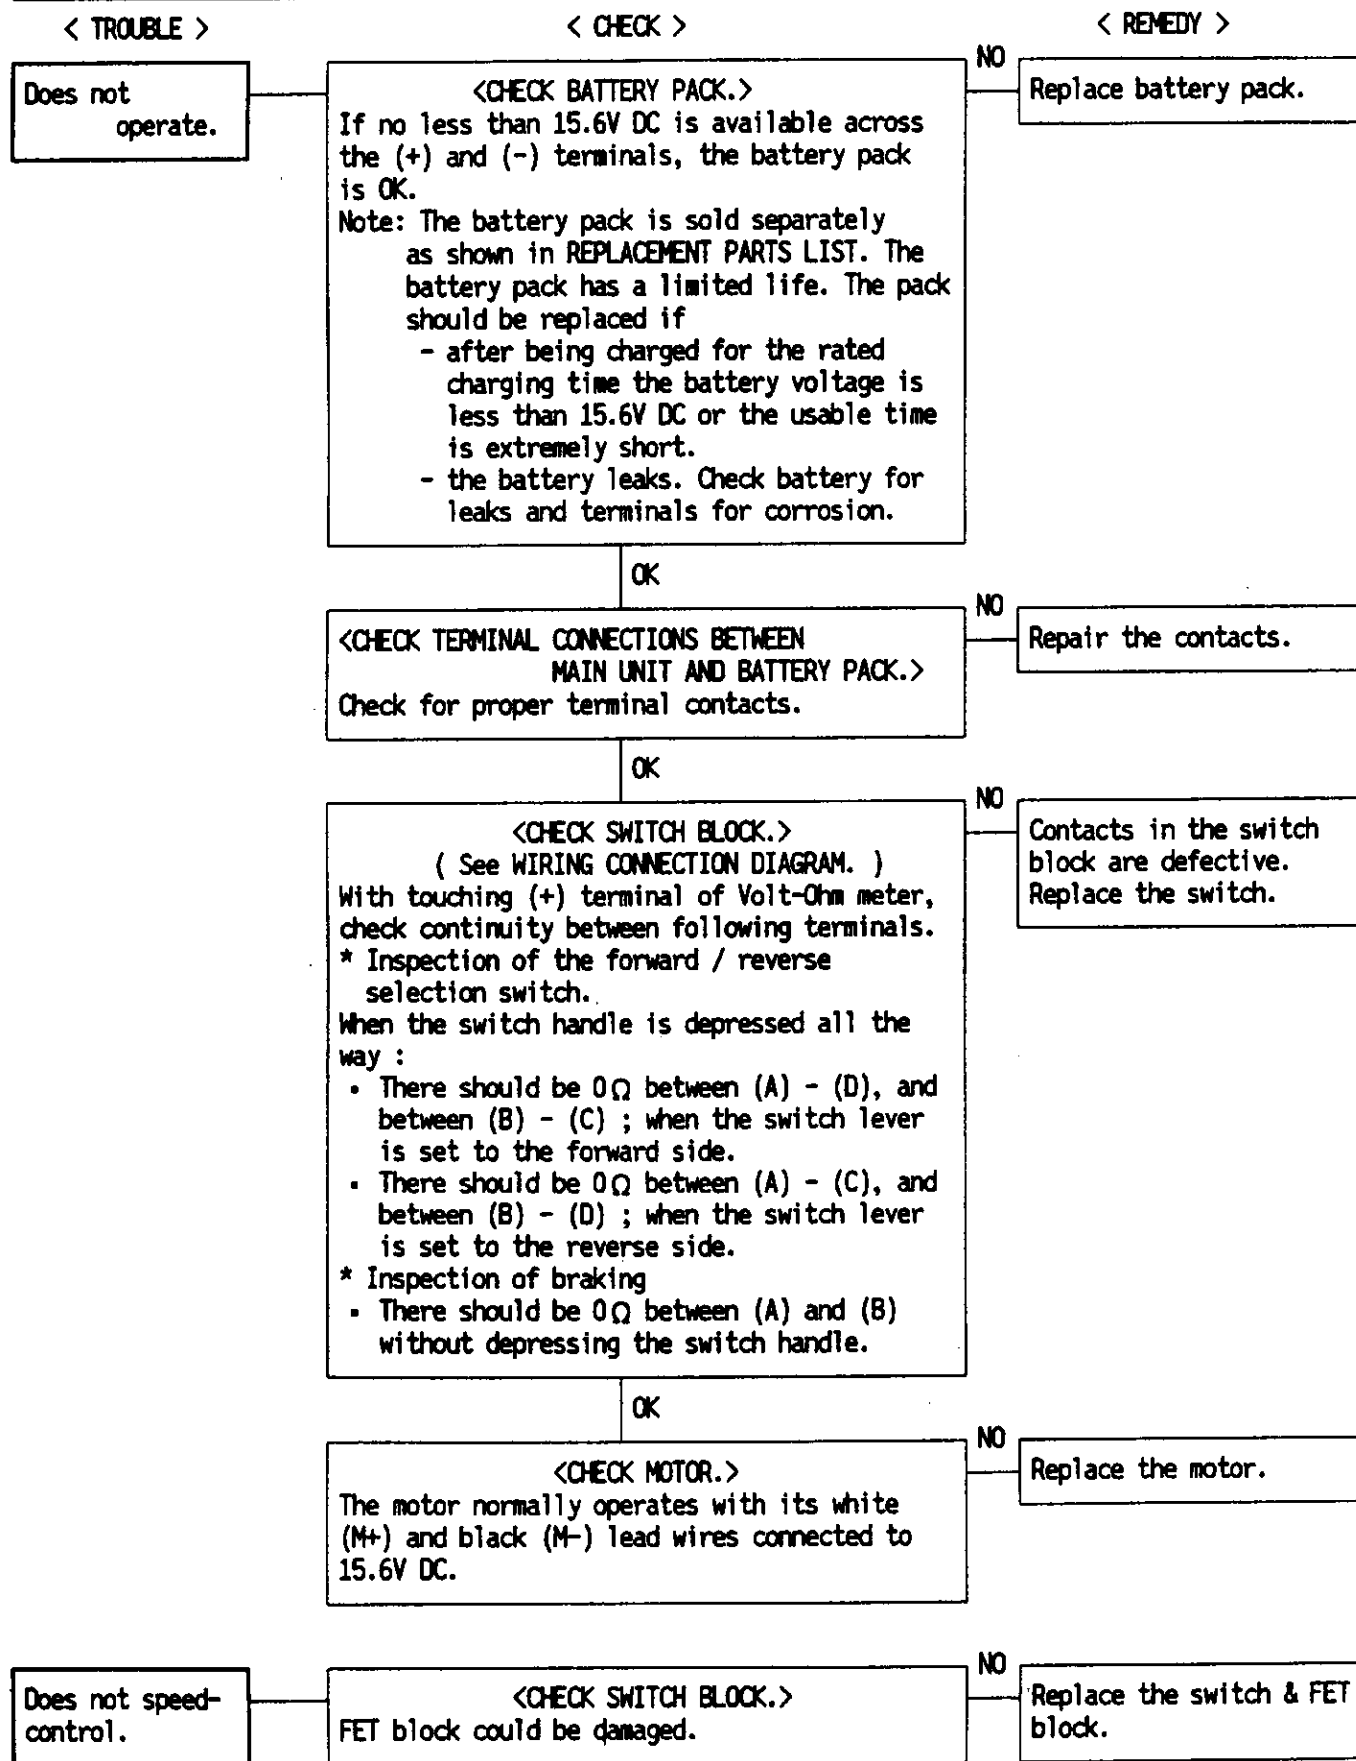 < TROUBLE >
< CHECK >
< REMEDY >
Does not
operate.
<CHECK BATTERY PACK.>
If no less than 15.6V DC is available across
the (+) and (-) terminals, the battery pack
is OK.
Note: The battery pack is sold separately
as shown in REPLACEMENT PARTS LIST. The
battery pack has a limited life. The pack
should be replaced if
- after being charged for the rated
charging time the battery voltage is
less than 15.6V DC or the usable time
is extremely short.
- the battery leaks. Check battery for
leaks and terminals for corrosion.
NO
Replace battery pack.
OK
<CHECK TERMINAL CONNECTIONS BETWEEN
MAIN UNIT AND BATTERY PACK.>
Check for proper terminal contacts.
NO
Repair the contacts.
OK
<CHECK SWITCH BLOCK.>
( See WIRING CONNECTION DIAGRAM. )
With touching (+) terminal of Volt-Ohm meter,
check continuity between following terminals.
* Inspection of the forward / reverse
selection switch.
When the switch handle is depressed all the
way :
• There should be 0Ω between (A) - (D), and
between (B) - (C) ; when the switch lever
is set to the forward side.
• There should be 0Ω between (A) - (C), and
between (B) - (D) ; when the switch lever
is set to the reverse side.
* Inspection of braking
• There should be 0Ω between (A) and (B)
without depressing the switch handle.
NO
Contacts in the switch
block are defective.
Replace the switch.
OK
<CHECK MOTOR.>
The motor normally operates with its white
(M+) and black (M-) lead wires connected to
15.6V DC.
NO
Replace the motor.
Does not speed-
control.
<CHECK SWITCH BLOCK.>
FET block could be damaged.
NO
Replace the switch & FET
block.